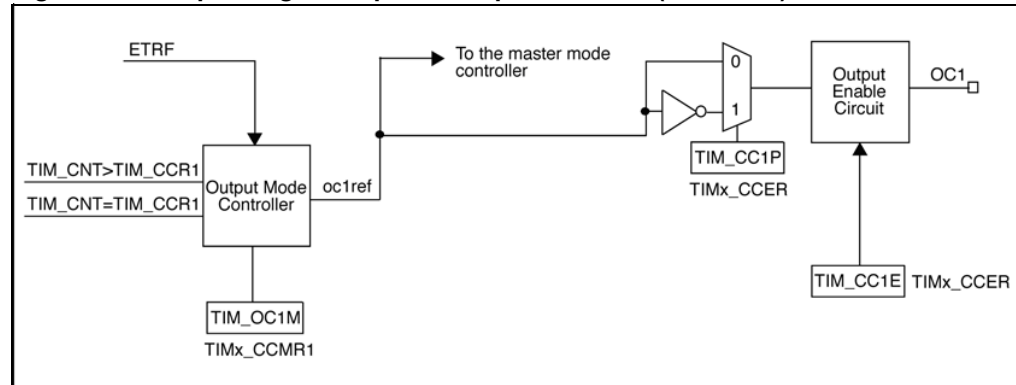 ETRF
To the master mode
controller
0
1
Output
Enable
Circuit
OC1
TIM_CC1P
TIMx_CCER
TIM_CNT>TIM_CCR1
TIM_CNT=TIM_CCR1
Output Mode
Controller
oc1ref
TIM_CC1E
TIMx_CCER
TIM_OC1M
TIMx_CCMR1